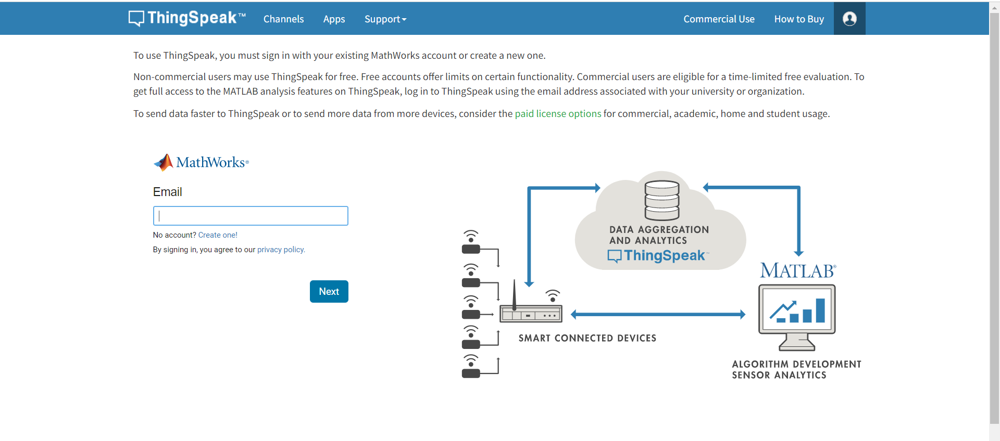 ThingSpeak™ Channels Apps Support Commercial Use How to Buy
To use ThingSpeak, you must sign in with your existing MathWorks account or create a new one.
Non-commercial users may use ThingSpeak for free. Free accounts offer limits on certain functionality. Commercial users are eligible for a time-limited free evaluation. To
get full access to the MATLAB analysis features on ThingSpeak, log in to ThingSpeak using the email address associated with your university or organization.
To send data faster to ThingSpeak or to send more data from more devices, consider the paid license options for commercial, academic, home and student usage.
MathWorks®
Email
No account? Create one!
By signing in, you agree to our privacy policy.
Next
DATA AGGREGATION
AND ANALYTICS
ThingSpeak™
MATLAB®
SMART CONNECTED DEVICES
ALGORITHM DEVELOPMENT
SENSOR ANALYTICS